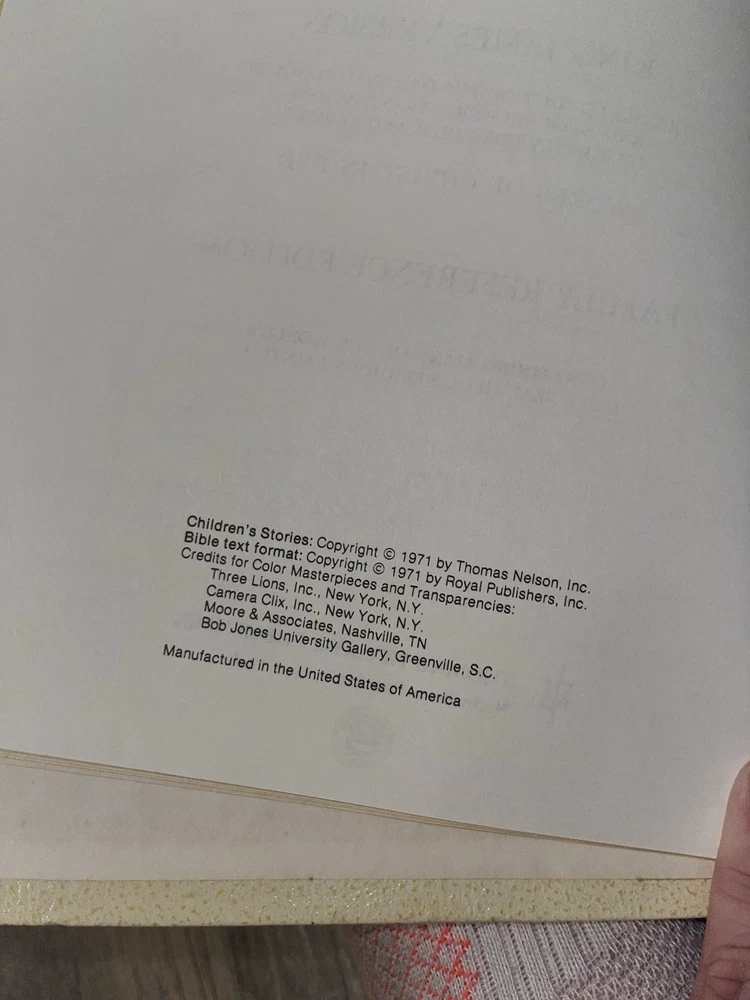 Children's Stories: Copyright © 1971 by Thomas Nelson, Inc.
Bible text format: Copyright © 1971 by Royal Publishers, Inc.
Credits for Color Masterpieces and Transparencies:
Three Lions, Inc., New York, N.Y.
Camera Clix, Inc., New York, N.Y.
Moore & Associates, Nashville, TN
Bob Jones University Gallery, Greenville, S.C.
Manufactured in the United States of America